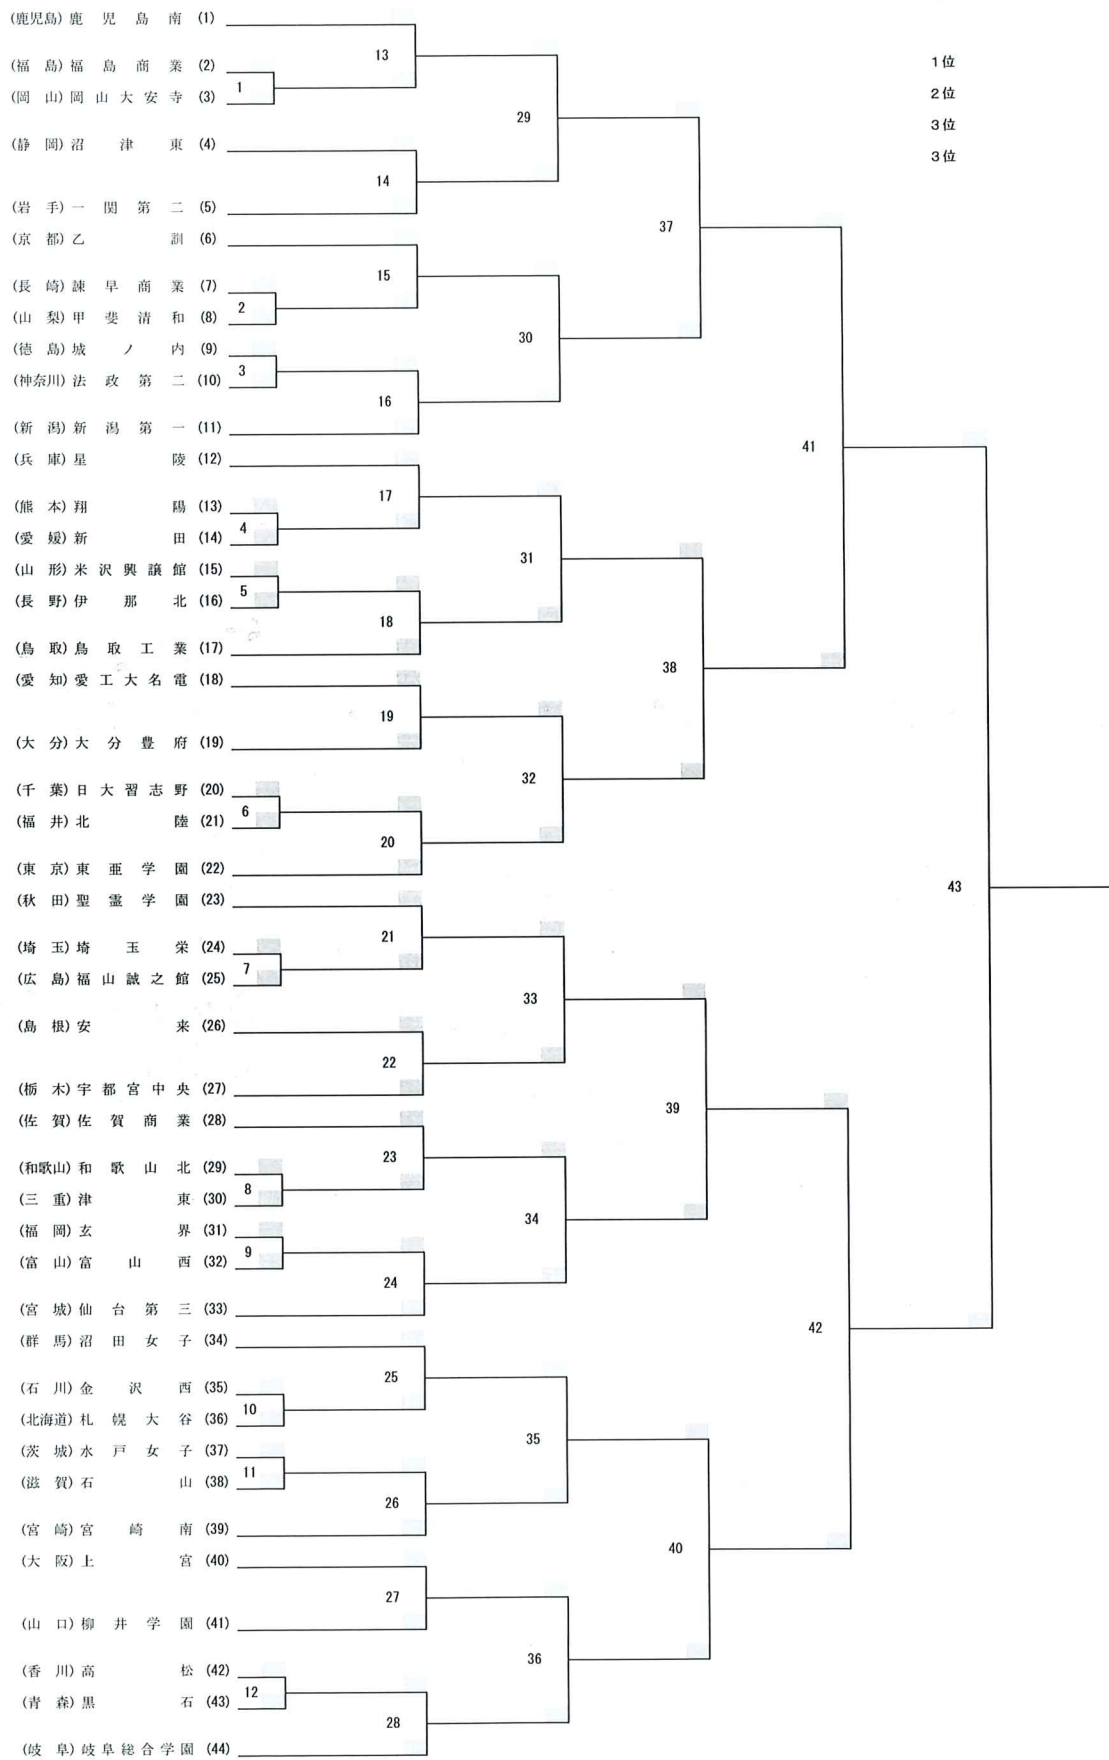 (鹿児島) 鹿児島南 (1)
(福島) 福島商業 (2)
(岡山) 岡山大安寺 (3)
(静岡) 沼津東 (4)
(岩手) 一関第二 (5)
(京都) 乙訓 (6)
(長崎) 諫早商業 (7)
(山梨) 甲斐清和 (8)
(徳島) 城ノ内 (9)
(神奈川) 法政第二 (10)
(新潟) 新潟第一 (11)
(兵庫) 星陵 (12)
(熊本) 翔陽 (13)
(愛媛) 新田 (14)
(山形) 米沢興譲館 (15)
(長野) 伊那北 (16)
(鳥取) 鳥取工業 (17)
(愛知) 愛工大名電 (18)
(大分) 大分豊府 (19)
(千葉) 日大習志野 (20)
(福井) 北陸 (21)
(東京) 東亜学園 (22)
(秋田) 聖霊学園 (23)
(埼玉) 埼玉栄 (24)
(広島) 福山誠之館 (25)
(島根) 安来 (26)
(栃木) 宇都宮中央 (27)
(佐賀) 佐賀商業 (28)
(和歌山) 和歌山北 (29)
(三重) 津東 (30)
(福岡) 玄界 (31)
(富山) 富山西 (32)
(宮城) 仙台第三 (33)
(群馬) 沼田女子 (34)
(石川) 金沢西 (35)
(北海道) 札幌大谷 (36)
(茨城) 水戸女子 (37)
(滋賀) 石山 (38)
(宮崎) 宮崎南 (39)
(大阪) 上宮 (40)
(山口) 柳井学園 (41)
(香川) 高松 (42)
(青森) 黒石 (43)
(岐阜) 岐阜総合学園 (44)
1
2
3
4
5
6
7
8
9
10
11
12
13
14
15
16
17
18
19
20
21
22
23
24
25
26
27
28
29
30
31
32
33
34
35
36
37
38
39
40
41
42
43
1位
2位
3位
3位